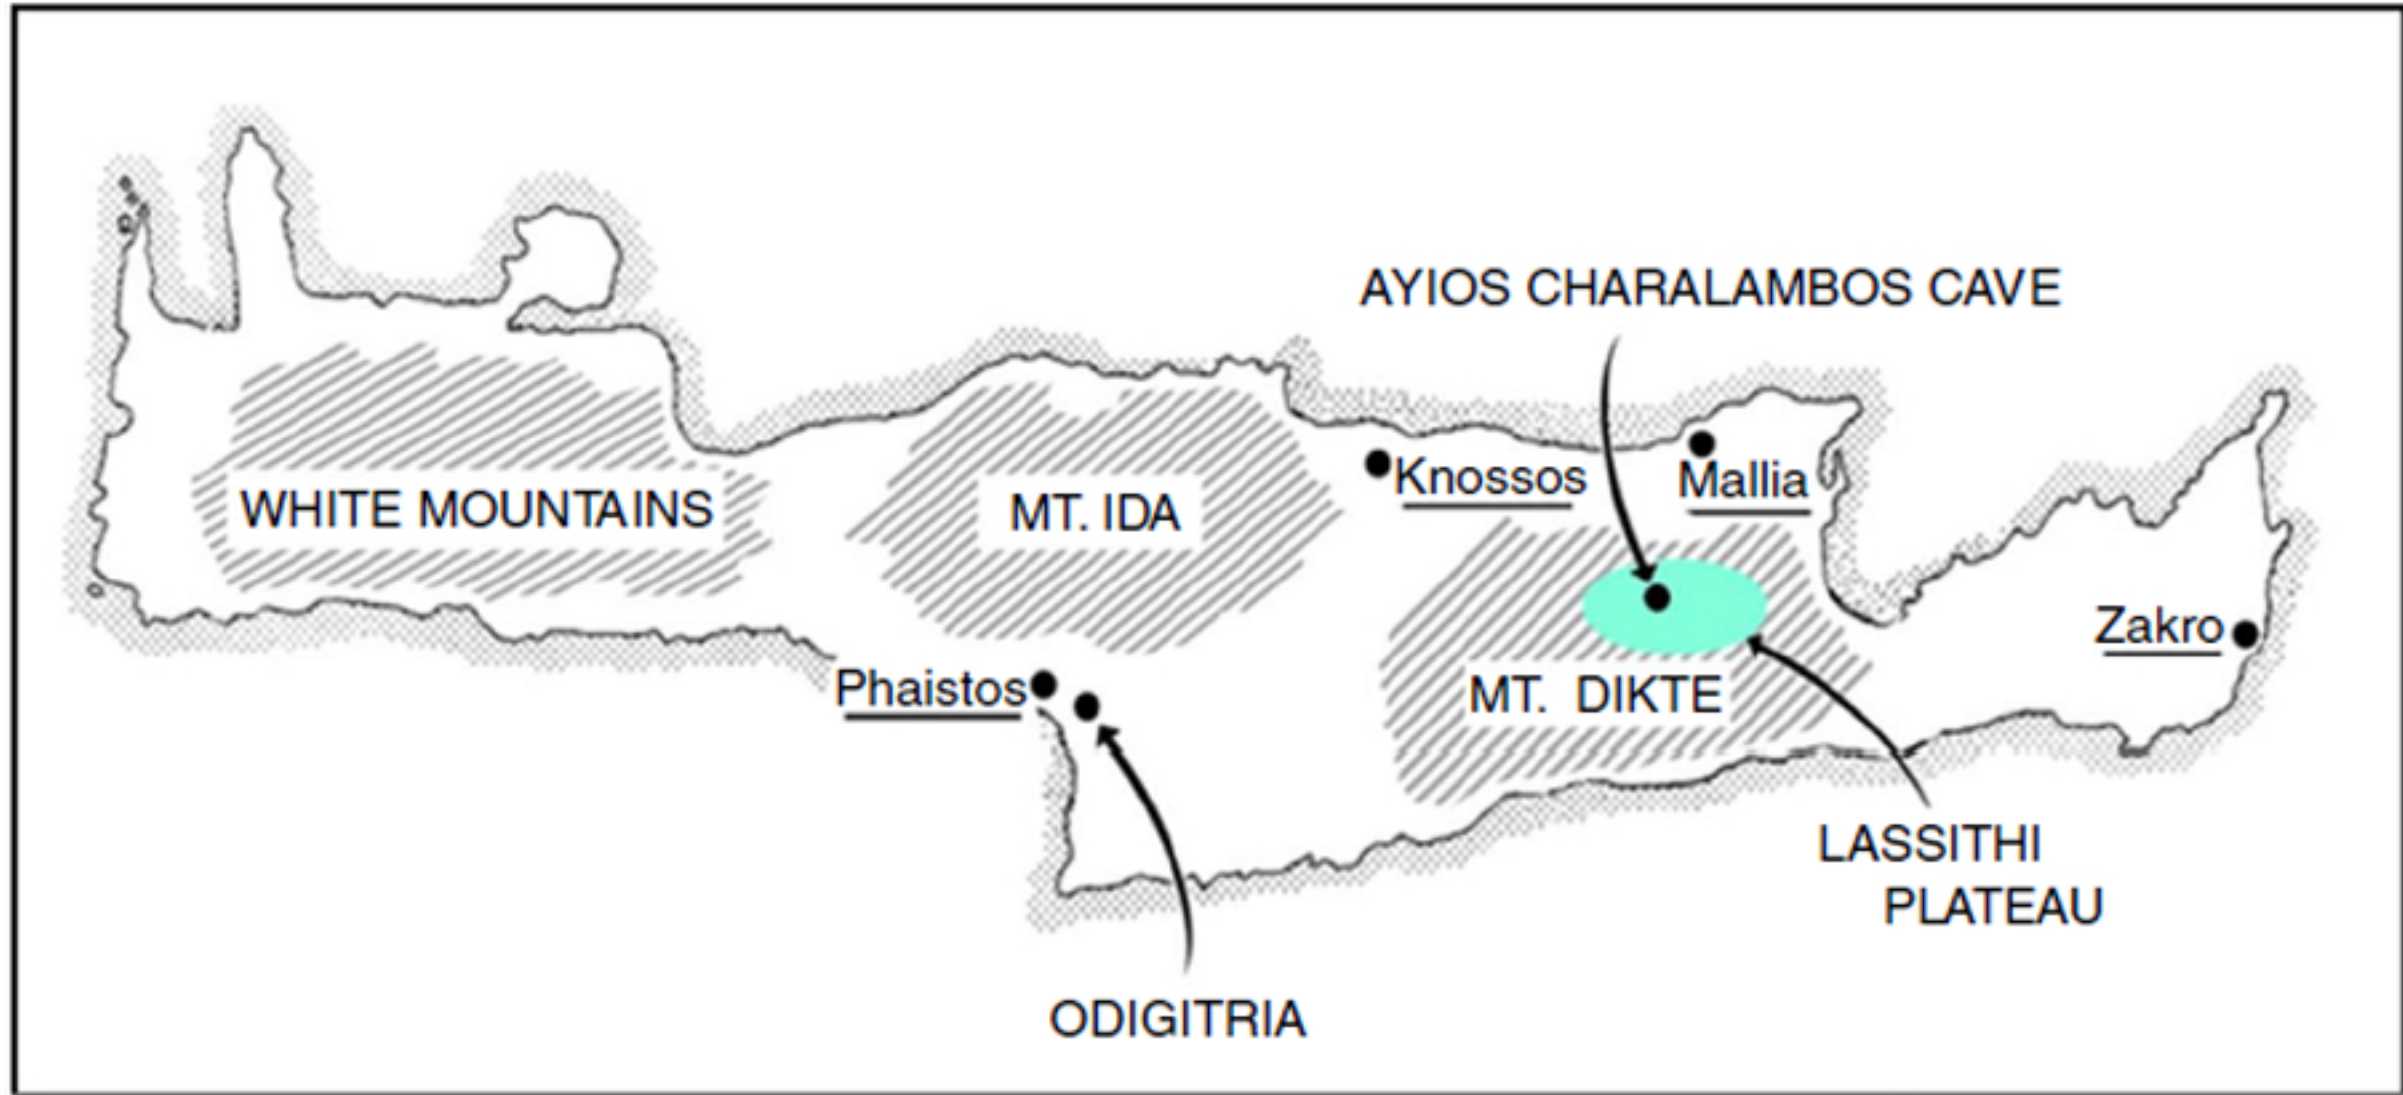 AYIOS CHARALAMBOS CAVE
Knossos
Mallia
WHITE MOUNTAINS
MT. IDA
Zakro
Phaistos
MT. DIKTE
LASSITHI
PLATEAU
ODIGITRIA